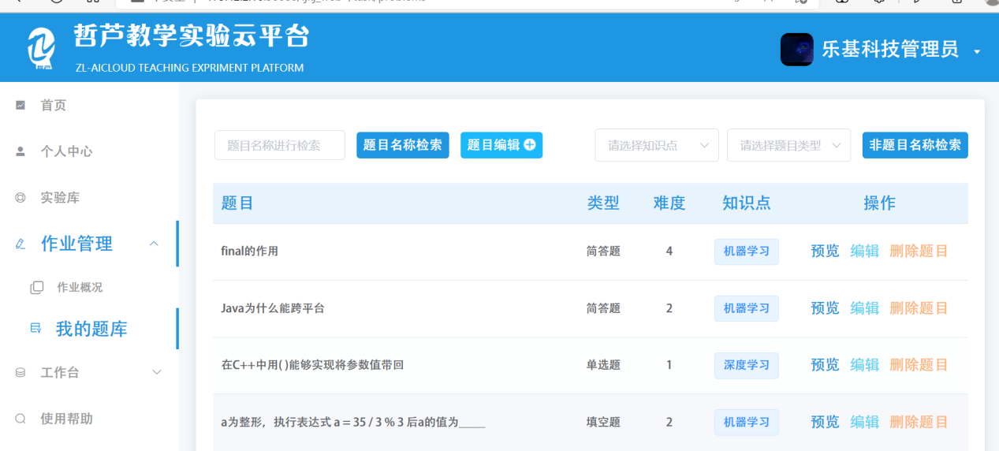 哲芦教学实验云平台
ZL-AICLOUD TEACHING EXPRIMENT PLATFORM
乐基科技管理员
首页
个人中心
实验库
作业管理
作业概况
我的题库
工作台
使用帮助
题目名称进行检索 题目名称检索 题目编辑 请选择知识点 请选择题目类型 非题目名称检索
题目 类型 难度 知识点 操作
final的作用 简答题 4 机器学习 预览 编辑 删除题目
Java为什么能跨平台 简答题 2 机器学习 预览 编辑 删除题目
在C++中用( )能够实现将参数值带回 单选题 1 深度学习 预览 编辑 删除题目
a为整形，执行表达式 a = 35 / 3 % 3 后a的值为____ 填空题 2 机器学习 预览 编辑 删除题目